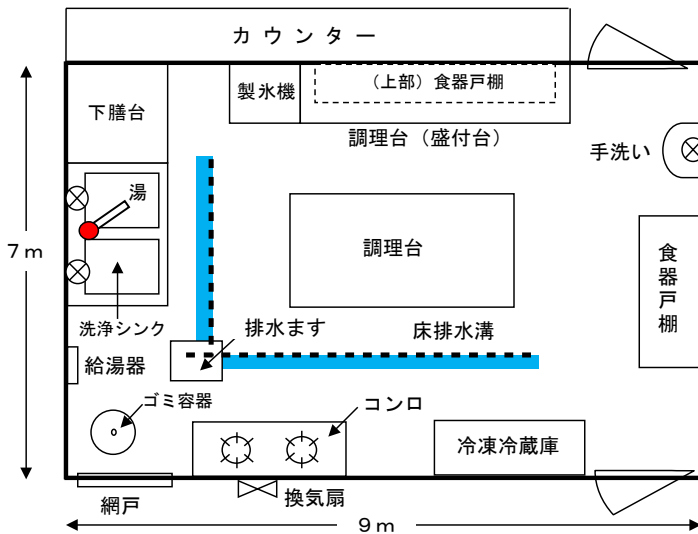 カウンター
製氷機
（上部）食器戸棚
下膳台
調理台（盛付台）
手洗い
湯
7ｍ
調理台
食器戸棚
洗浄シンク
排水ます
床排水溝
給湯器
ゴミ容器
コンロ
冷凍冷蔵庫
網戸
換気扇
9ｍ